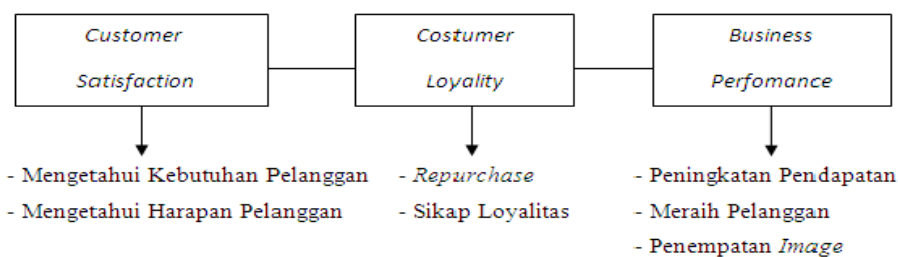 Customer
Satisfaction
Costumer
Loyality
Business
Perfomance
- Mengetahui Kebutuhan Pelanggan
- Mengetahui Harapan Pelanggan
- Repurchase
- Sikap Loyalitas
- Peningkatan Pendapatan
- Meraih Pelanggan
- Penempatan Image